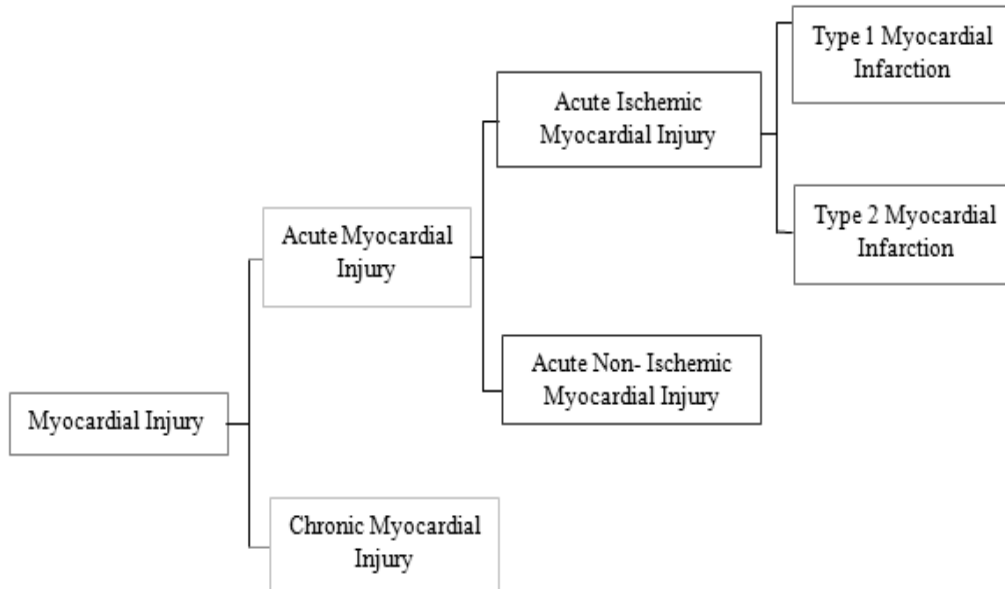 Type 1 Myocardial
Infarction
Acute Ischemic
Myocardial Injury
Type 2 Myocardial
Infarction
Acute Myocardial
Injury
Acute Non- Ischemic
Myocardial Injury
Myocardial Injury
Chronic Myocardial
Injury